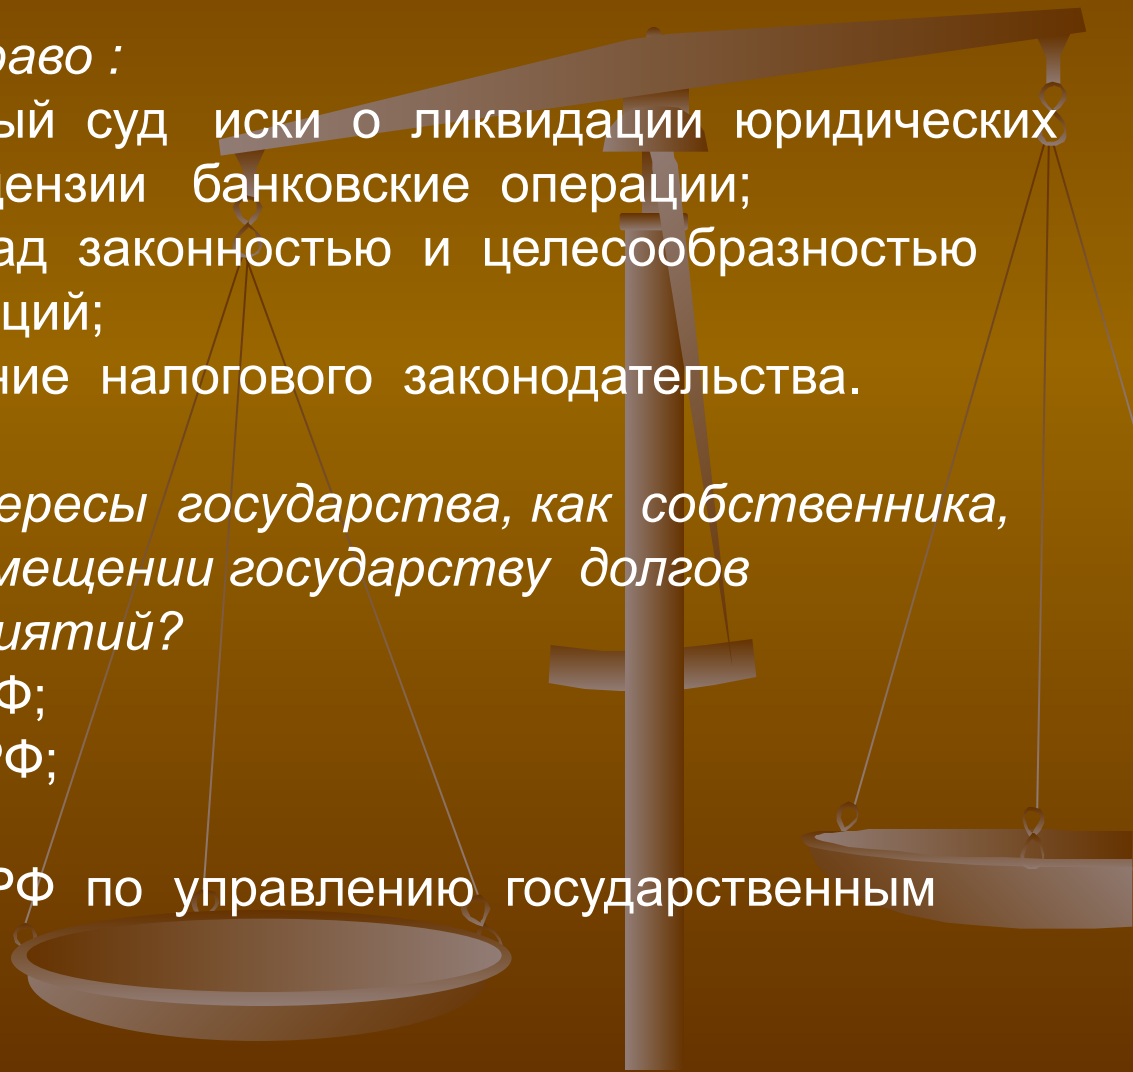 раво :
ый суд иски о ликвидации юридических
цензии банковские операции;
ад законностью и целесообразностью
ций;
ние налогового законодательства.
ересы государства, как собственника,
мещении государству долгов
иятий?
Ф;
РФ;
РФ по управлению государственным